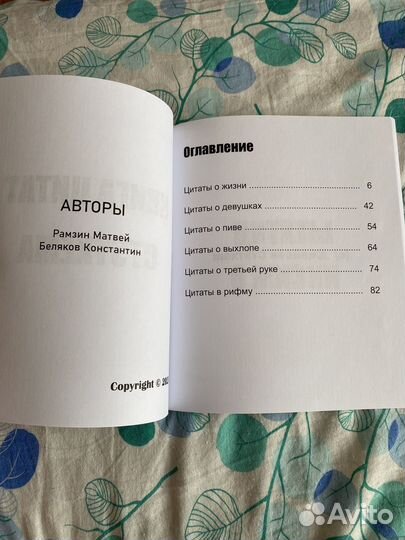 АВТОРЫ
Рамзин Матвей
Беляков Константин
Copyright ©
Оглавление
Цитаты о жизни 6
Цитаты о девушках 42
Цитаты о пиве 54
Цитаты о выхлопе 64
Цитаты о третьей руке 74
Цитаты в рифму 82
Avito